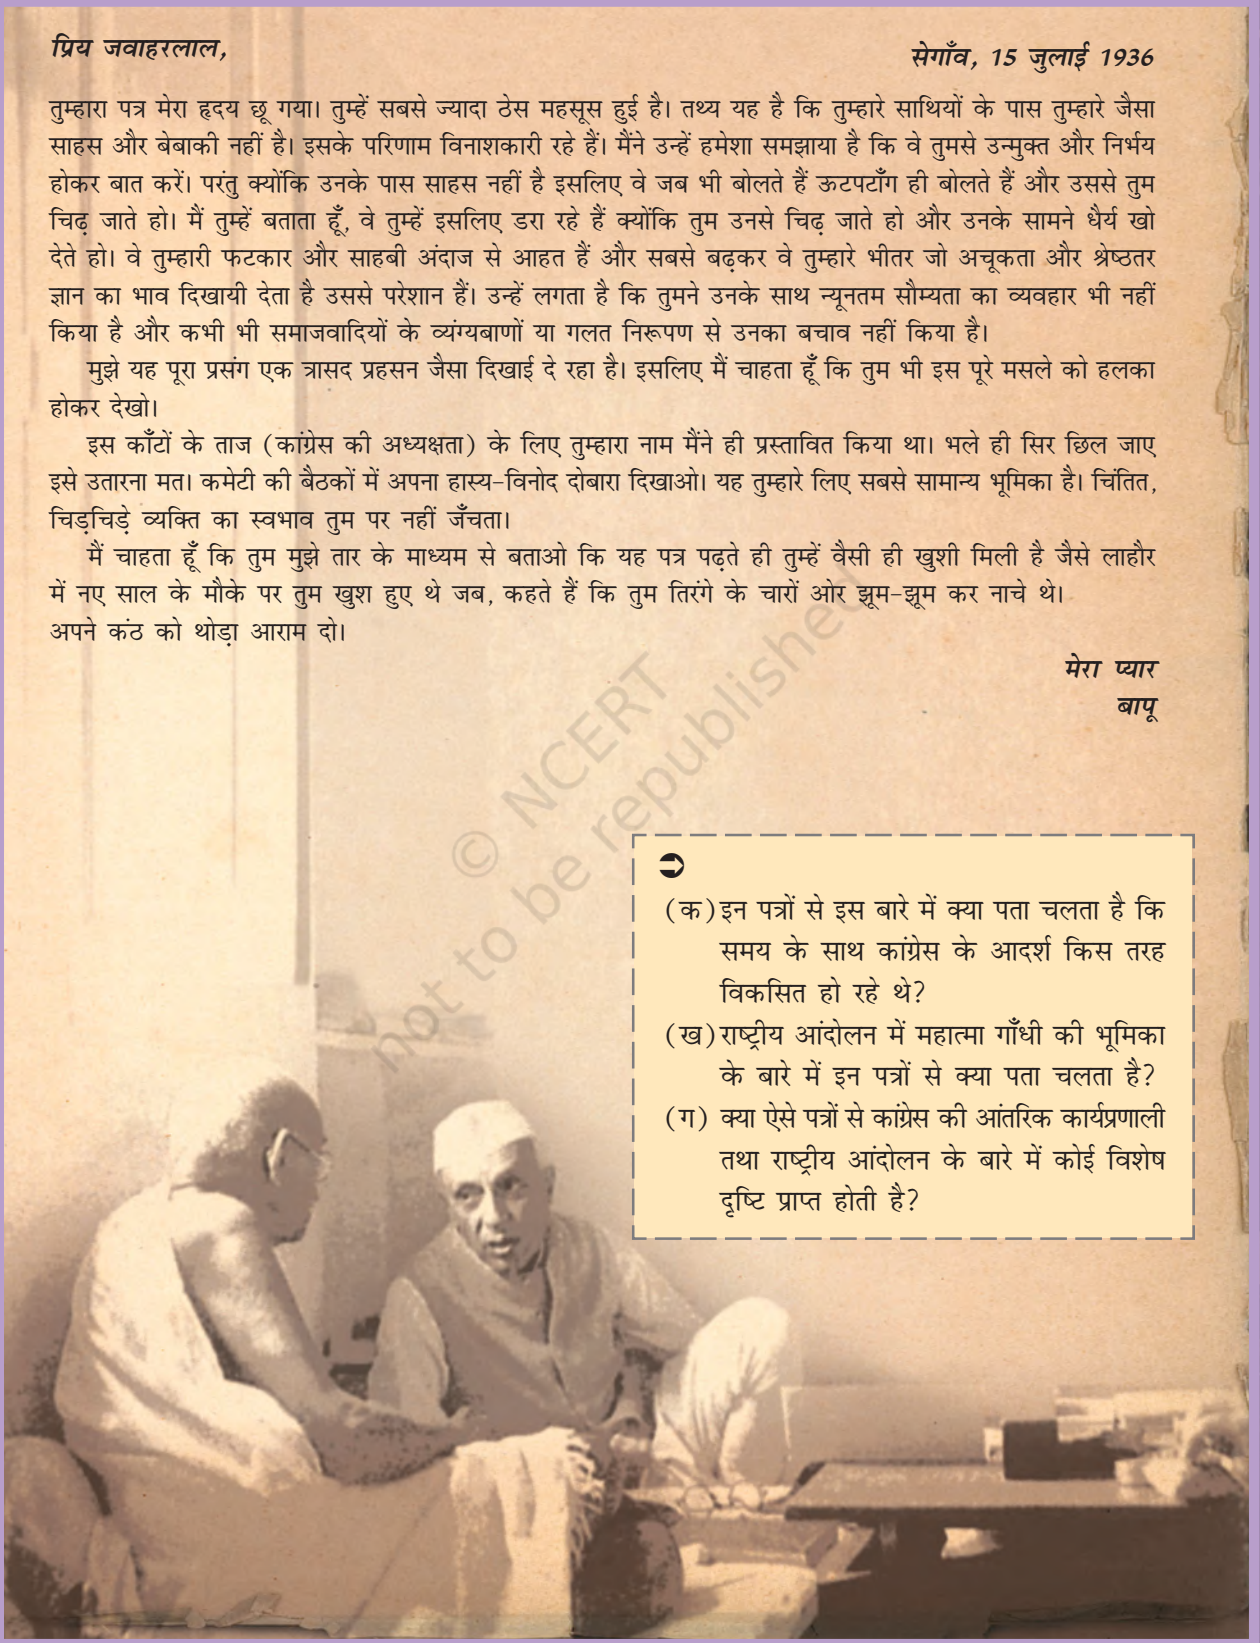 प्रिय जवाहरलाल,
सेगाँव, 15 जुलाई 1936
तुम्हारा पत्र मेरा हृदय छू गया। तुम्हें सबसे ज्यादा ठेस महसूस हुई है। तथ्य यह है कि तुम्हारे साथियों के पास तुम्हारे जैसा
साहस और बेबाकी नहीं है। इसके परिणाम विनाशकारी रहे हैं। मैंने उन्हें हमेशा समझाया है कि वे तुमसे उन्मुक्त और निर्भय
होकर बात करें। परंतु क्योंकि उनके पास साहस नहीं है इसलिए वे जब भी बोलते हैं ऊटपटाँग ही बोलते हैं और उससे तुम
चिढ़ जाते हो। मैं तुम्हें बताता हूँ, वे तुम्हें इसलिए डरा रहे हैं क्योंकि तुम उनसे चिढ़ जाते हो और उनके सामने धैर्य खो
देते हो। वे तुम्हारी फटकार और साहबी अंदाज से आहत हैं और सबसे बढ़कर वे तुम्हारे भीतर जो अचूकता और श्रेष्ठतर
ज्ञान का भाव दिखायी देता है उससे परेशान हैं। उन्हें लगता है कि तुमने उनके साथ न्यूनतम सौम्यता का व्यवहार भी नहीं
किया है और कभी भी समाजवादियों के व्यंग्यबाणों या गलत निरूपण से उनका बचाव नहीं किया है।
मुझे यह पूरा प्रसंग एक त्रासद प्रहसन जैसा दिखाई दे रहा है। इसलिए मैं चाहता हूँ कि तुम भी इस पूरे मसले को हलका
होकर देखो।
इस काँटों के ताज (कांग्रेस की अध्यक्षता) के लिए तुम्हारा नाम मैंने ही प्रस्तावित किया था। भले ही सिर छिल जाए
इसे उतारना मत। कमेटी की बैठकों में अपना हास्य-विनोद दोबारा दिखाओ। यह तुम्हारे लिए सबसे सामान्य भूमिका है। चिंतित,
चिड़चिड़े व्यक्ति का स्वभाव तुम पर नहीं जँचता।
मैं चाहता हूँ कि तुम मुझे तार के माध्यम से बताओ कि यह पत्र पढ़ते ही तुम्हें वैसी ही खुशी मिली है जैसे लाहौर
में नए साल के मौके पर तुम खुश हुए थे जब, कहते हैं कि तुम तिरंगे के चारों ओर झूम-झूम कर नाचे थे।
अपने कंठ को थोड़ा आराम दो।
मेरा प्यार
बापू
© NCERT
not to be republished
(क) इन पत्रों से इस बारे में क्या पता चलता है कि
समय के साथ कांग्रेस के आदर्श किस तरह
विकसित हो रहे थे?
(ख) राष्ट्रीय आंदोलन में महात्मा गाँधी की भूमिका
के बारे में इन पत्रों से क्या पता चलता है?
(ग) क्या ऐसे पत्रों से कांग्रेस की आंतरिक कार्यप्रणाली
तथा राष्ट्रीय आंदोलन के बारे में कोई विशेष
दृष्टि प्राप्त होती है?